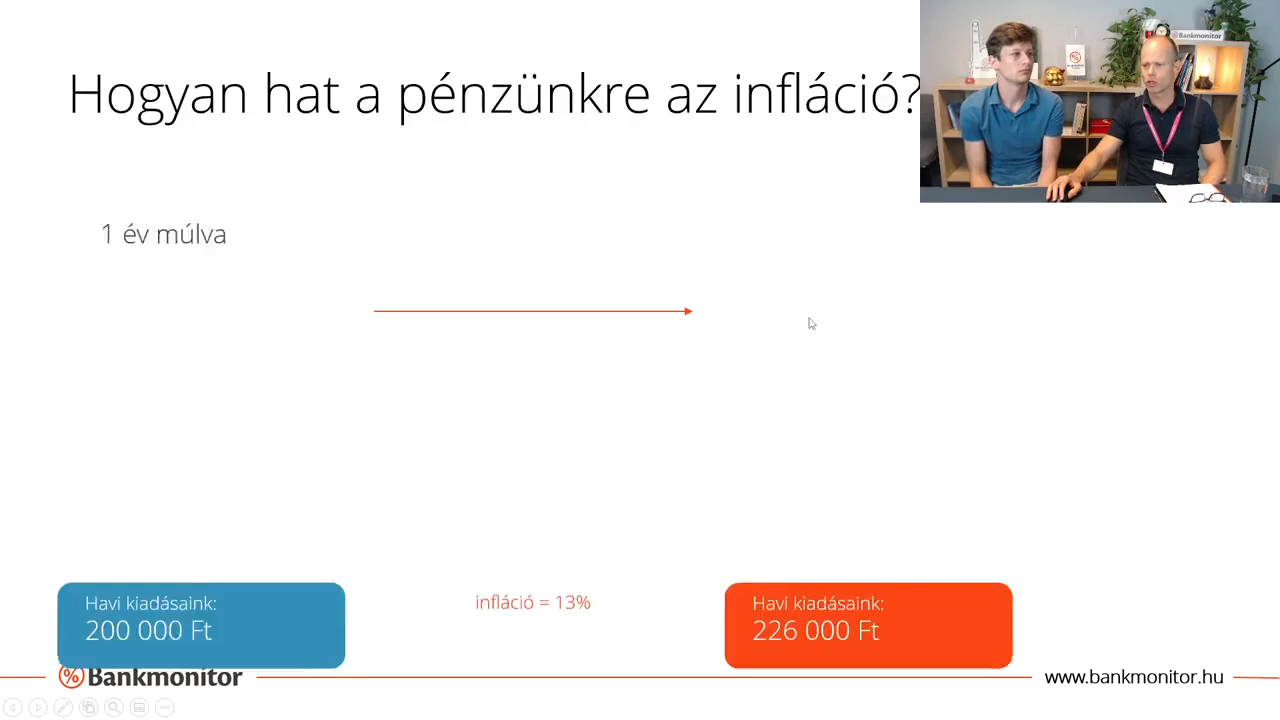 Hogyan hat a pénzünkre az infláció?
Bankmonitor
1 év múlva
Havi kiadásaink:
200 000 Ft
infláció = 13%
Havi kiadásaink:
226 000 Ft
% Bankmonitor
www.bankmonitor.hu